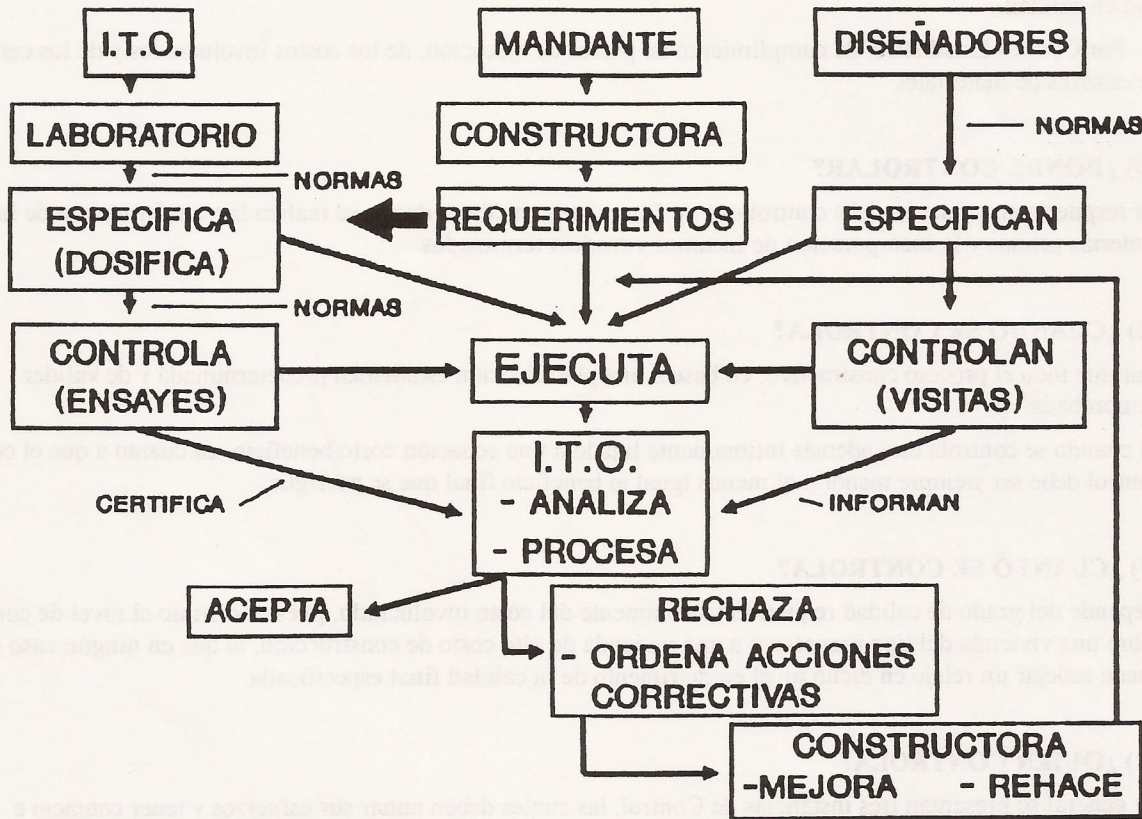 I.T.O.
MANDANTE
DISEÑADORES
LABORATORIO
CONSTRUCTORA
NORMAS
NORMAS
ESPECIFICA
(DOSIFICA)
REQUERIMIENTOS
ESPECIFICAN
NORMAS
CONTROLA
(ENSAYES)
EJECUTA
CONTROLAN
(VISITAS)
I.T.O.
- ANALIZA
- PROCESA
CERTIFICA
INFORMAN
ACEPTA
RECHAZA
- ORDENA ACCIONES
CORRECTIVAS
CONSTRUCTORA
-MEJORA - REHACE